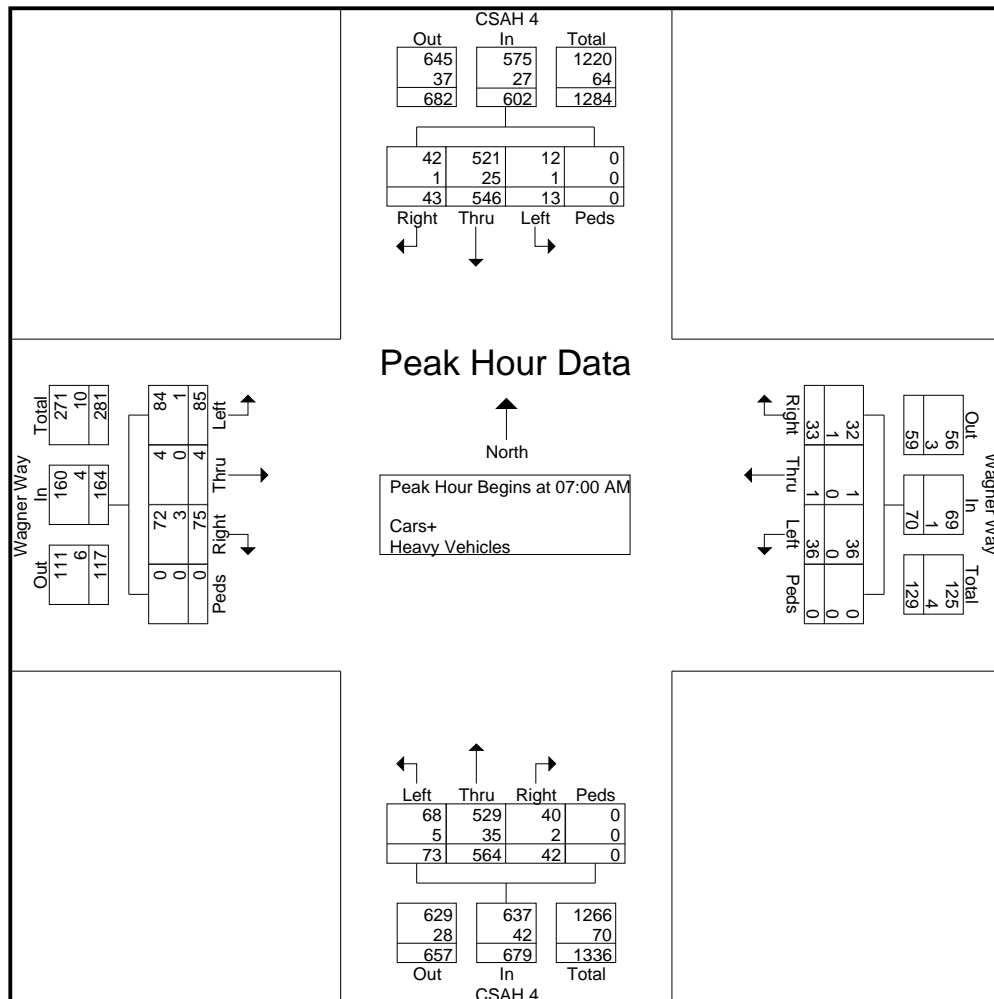 CSAH 4
Out In Total
645 575 1220
37 27 64
682 602 1284
42 521 12 0
1 25 1 0
43 546 13 0
Right Thru Left Peds
Peak Hour Data
North
Peak Hour Begins at 07:00 AM
Cars+
Heavy Vehicles
Wagner Way
Out In Total
111 160 271
6 4 10
117 164 281
0 72 4 84
0 3 0 1
0 75 4 85
Peds Right Thru Left
Wagner Way
Out In Total
56 69 125
3 1 4
59 70 129
32 1 36 0
1 0 0 0
33 1 36 0
Right Thru Left Peds
Left Thru Right Peds
68 529 40 0
5 35 2 0
73 564 42 0
629 637 1266
28 42 70
657 679 1336
Out In Total
CSAH 4